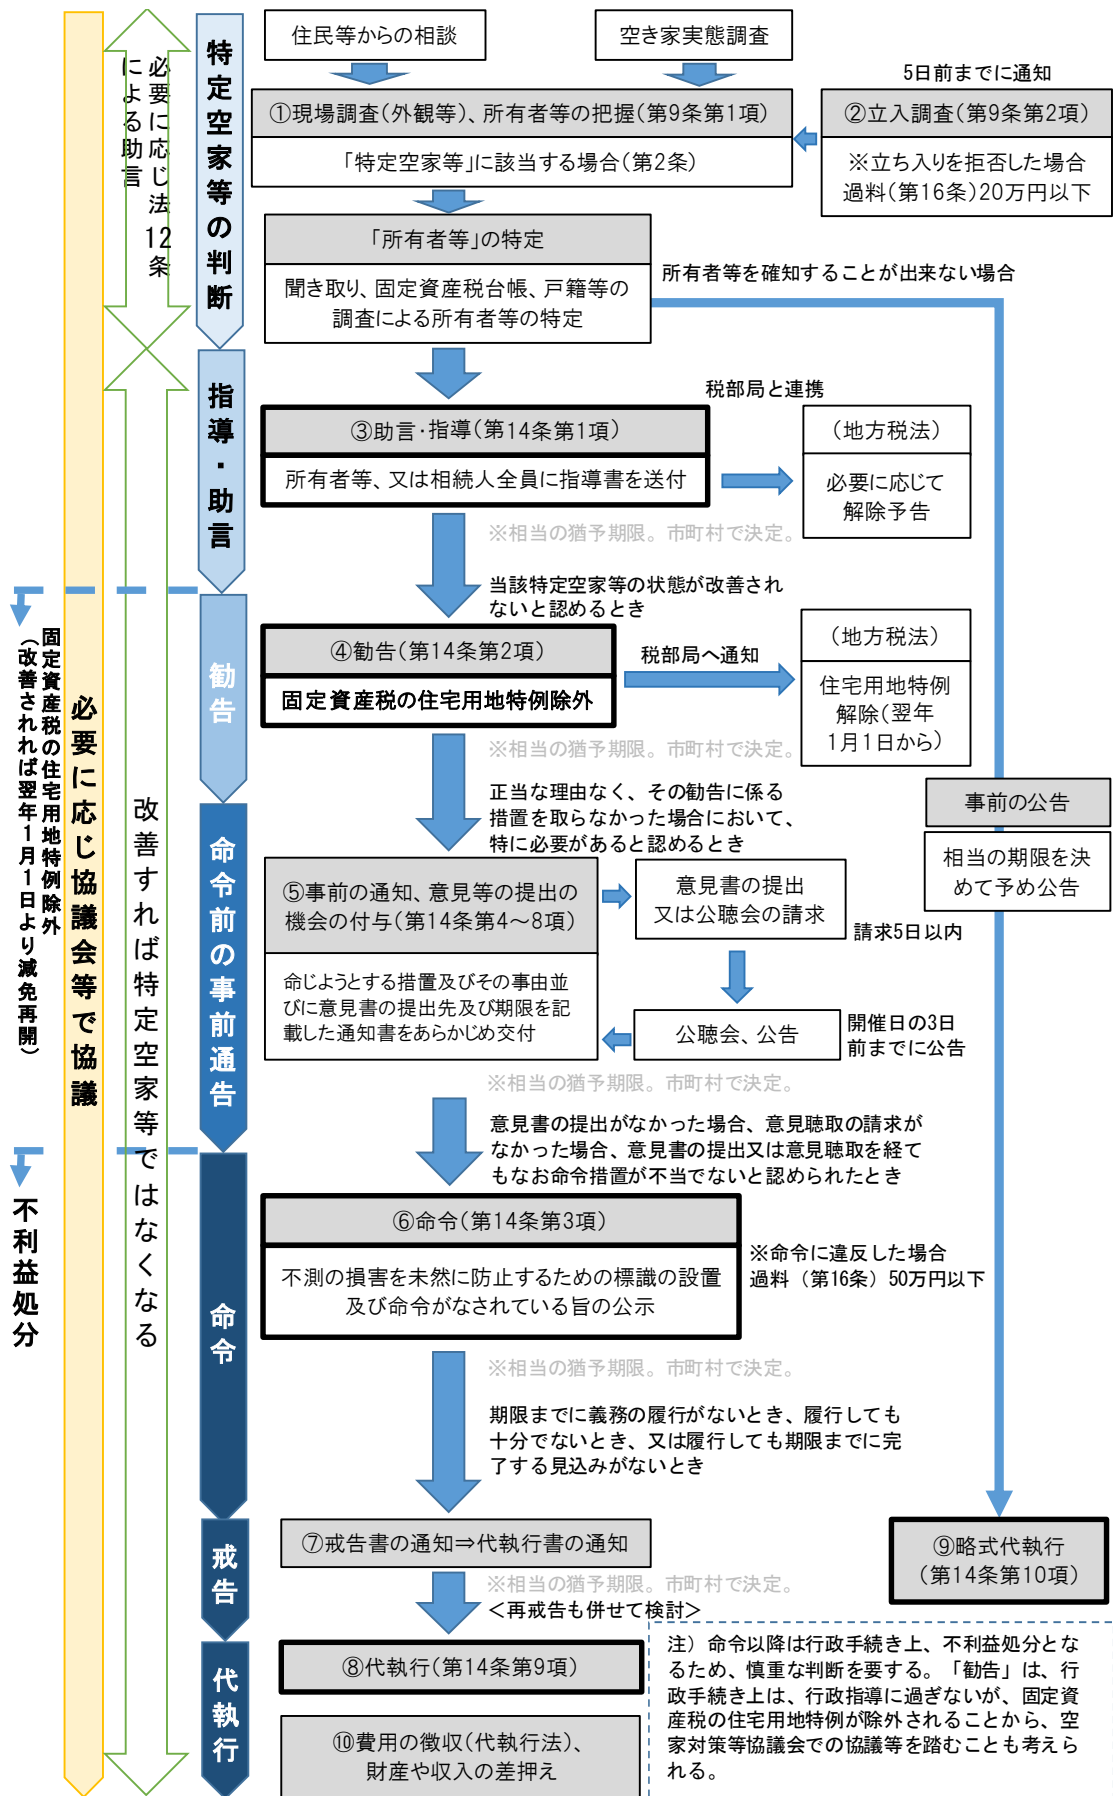 住民等からの相談
空き家実態調査
5日前までに通知
①現場調査(外観等)、所有者等の把握(第9条第1項)
「特定空家等」に該当する場合(第2条)
②立入調査(第9条第2項)
※立ち入りを拒否した場合
過料(第16条)20万円以下
必要に応じ法12条
による助言
特定空家等の判断
「所有者等」の特定
聞き取り、固定資産税台帳、戸籍等の
調査による所有者等の特定
所有者等を確知することが出来ない場合
指導・助言
税部局と連携
③助言・指導(第14条第1項)
所有者等、又は相続人全員に指導書を送付
(地方税法)
必要に応じて
解除予告
※相当の猶予期限。市町村で決定。
当該特定空家等の状態が改善され
ないと認めるとき
勧告
④勧告(第14条第2項)
固定資産税の住宅用地特例除外
税部局へ通知
(地方税法)
住宅用地特例
解除(翌年
1月1日から)
※相当の猶予期限。市町村で決定。
固定資産税の住宅用地特例除外
(改善されれば翌年1月1日より減免再開)
必要に応じ協議会等で協議
改善すれば特定空家等ではなくなる
正当な理由なく、その勧告に係る
措置を取らなかった場合において、
特に必要があると認めるとき
事前の公告
相当の期限を決
めて予め公告
命令前の事前通告
⑤事前の通知、意見等の提出の
機会の付与(第14条第4~8項)
命じようとする措置及びその事由並
びに意見書の提出先及び期限を記
載した通知書をあらかじめ交付
意見書の提出
又は公聴会の請求
請求5日以内
公聴会、公告
開催日の3日
前までに公告
※相当の猶予期限。市町村で決定。
意見書の提出がなかった場合、意見聴取の請求が
なかった場合、意見書の提出又は意見聴取を経て
もなお命令措置が不当でないと認められたとき
不利益処分
命令
⑥命令(第14条第3項)
不測の損害を未然に防止するための標識の設置
及び命令がなされている旨の公示
※命令に違反した場合
過料(第16条)50万円以下
※相当の猶予期限。市町村で決定。
期限までに義務の履行がないとき、履行しても
十分でないとき、又は履行しても期限までに完
了する見込みがないとき
戒告
⑦戒告書の通知⇒代執行書の通知
⑨略式代執行
(第14条第10項)
※相当の猶予期限。市町村で決定。
<再戒告も併せて検討>
代執行
⑧代執行(第14条第9項)
⑩費用の徴収(代執行法)、
財産や収入の差押え
注)命令以降は行政手続き上、不利益処分とな
るため、慎重な判断を要する。「勧告」は、行
政手続き上は、行政指導に過ぎないが、固定資
産税の住宅用地特例が除外されることから、空
家対策等協議会での協議等を踏むことも考えら
れる。